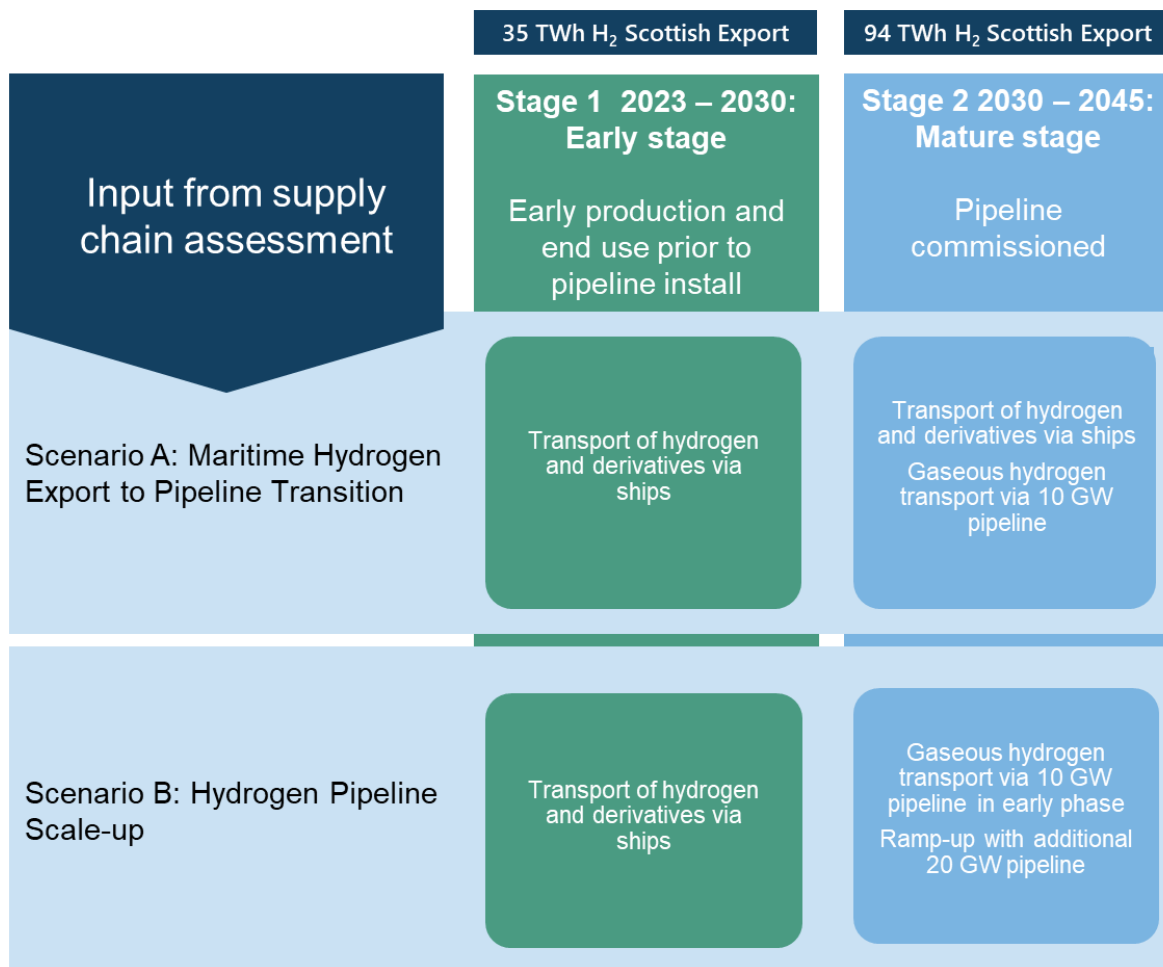 35 TWh H₂ Scottish Export
94 TWh H₂ Scottish Export
Input from supply
chain assessment
Stage 1 2023 – 2030:
Early stage
Early production and
end use prior to
pipeline install
Stage 2 2030 – 2045:
Mature stage
Pipeline
commissioned
Scenario A: Maritime Hydrogen
Export to Pipeline Transition
Transport of hydrogen
and derivatives via
ships
Transport of hydrogen
and derivatives via ships
Gaseous hydrogen
transport via 10 GW
pipeline
Scenario B: Hydrogen Pipeline
Scale-up
Transport of hydrogen
and derivatives via
ships
Gaseous hydrogen
transport via 10 GW
pipeline in early phase
Ramp-up with additional
20 GW pipeline